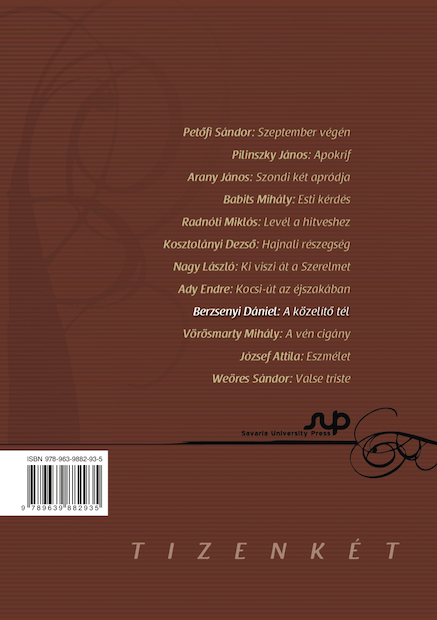 Petőfi Sándor: Szeptember végén
Pilinszky János: Apokrif
Arany János: Szondi két apródja
Babits Mihály: Esti kérdés
Radnóti Miklós: Levél a hitveshez
Kosztolányi Dezső: Hajnali részegség
Nagy László: Ki viszi át a Szerelmet
Ady Endre: Kocsi-út az éjszakában
Berzsenyi Dániel: A közelítő tél
Vörösmarty Mihály: A vén cigány
József Attila: Eszmélet
Weöres Sándor: Valse triste
sup
Savaria University Press
ISBN 978-963-9882-93-5
9 789639 882935
TIZENKÉT